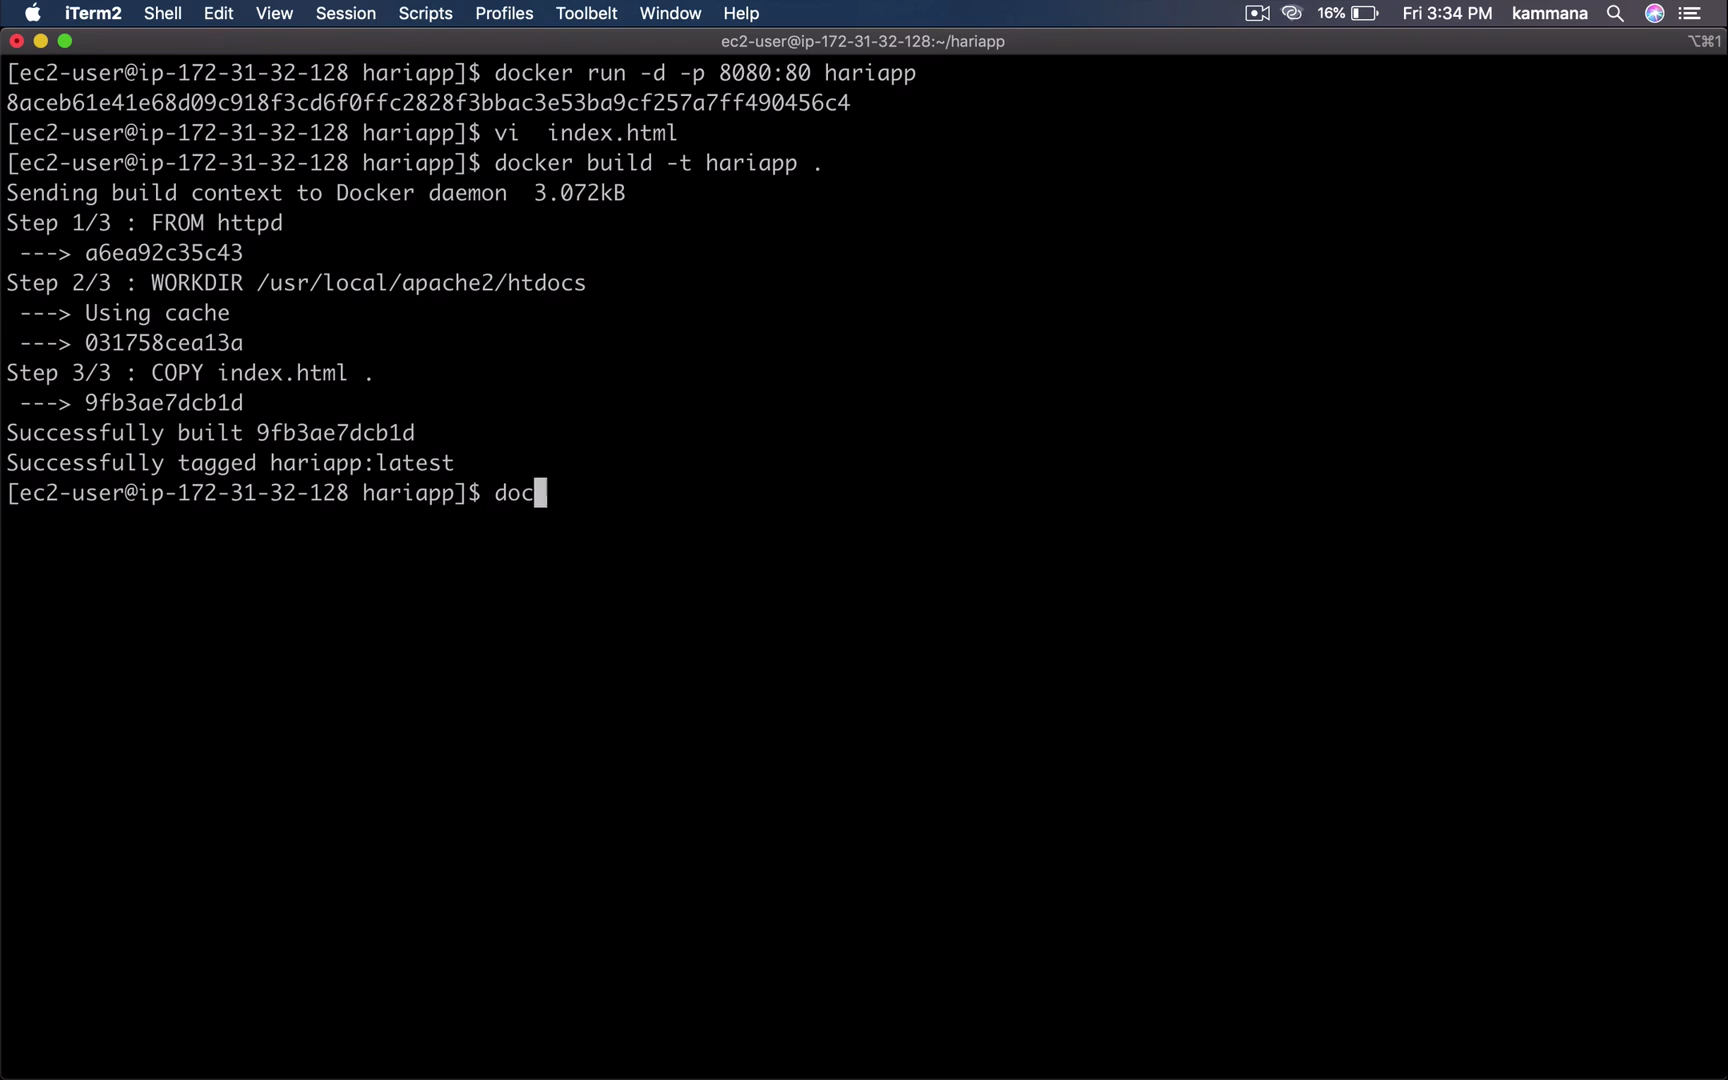 iTerm2 Shell Edit View Session Scripts Profiles Toolbelt Window Help 16% Fri 3:34 PM kammana
ec2-user@ip-172-31-32-128:~/hariapp ⌥⌘1
[ec2-user@ip-172-31-32-128 hariapp]$ docker run -d -p 8080:80 hariapp
8aceb61e41e68d09c918f3cd6f0ffc2828f3bbac3e53ba9cf257a7ff490456c4
[ec2-user@ip-172-31-32-128 hariapp]$ vi  index.html
[ec2-user@ip-172-31-32-128 hariapp]$ docker build -t hariapp .
Sending build context to Docker daemon  3.072kB
Step 1/3 : FROM httpd
 ---> a6ea92c35c43
Step 2/3 : WORKDIR /usr/local/apache2/htdocs
 ---> Using cache
 ---> 031758cea13a
Step 3/3 : COPY index.html .
 ---> 9fb3ae7dcb1d
Successfully built 9fb3ae7dcb1d
Successfully tagged hariapp:latest
[ec2-user@ip-172-31-32-128 hariapp]$ doc